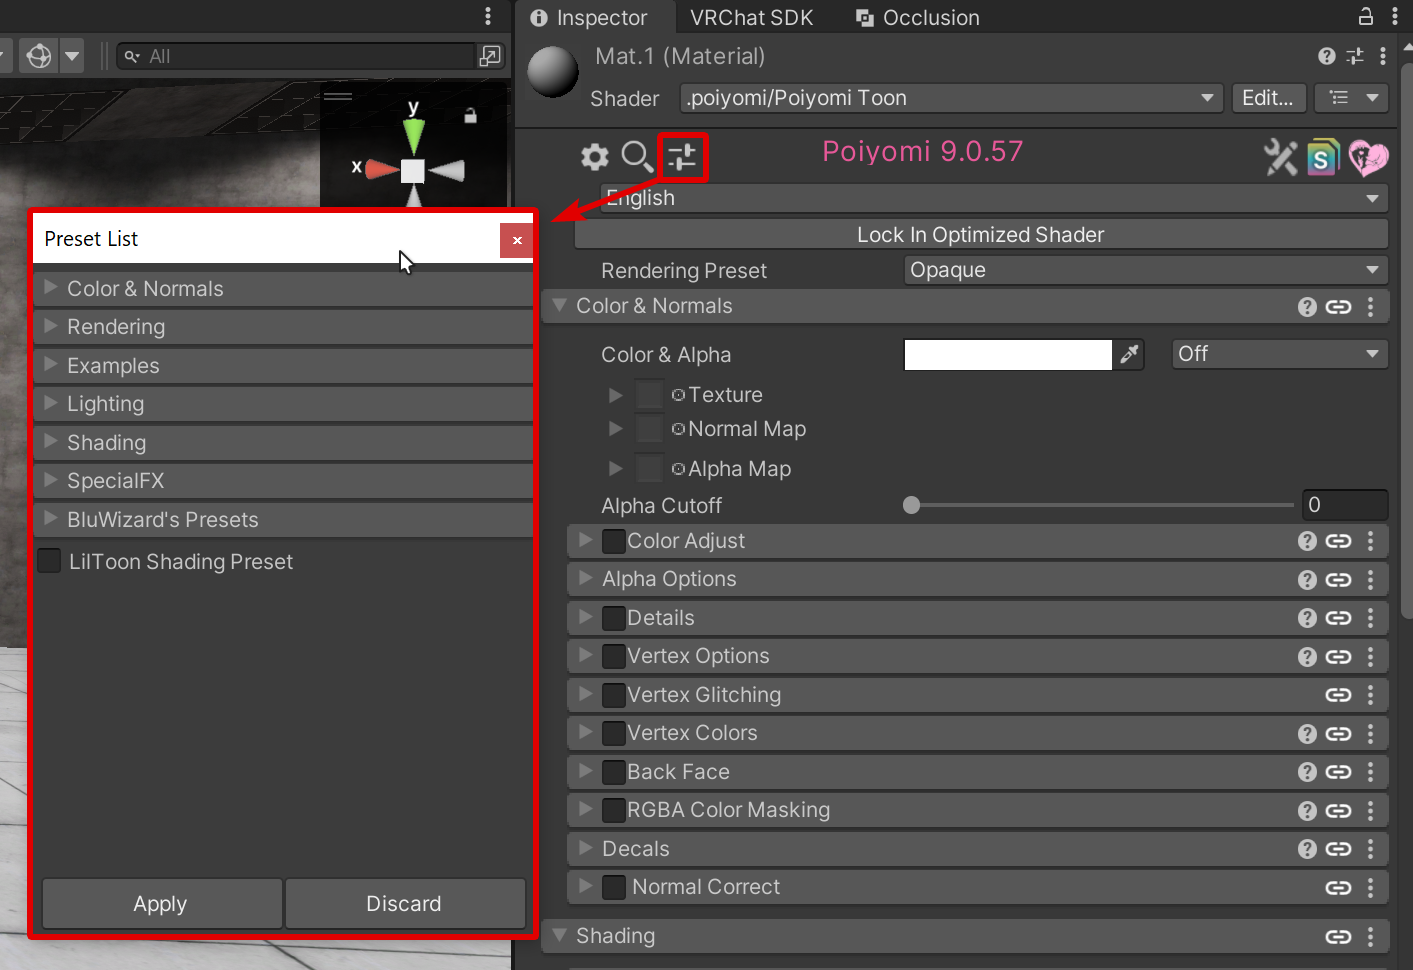 Inspector
VRChat SDK
Occlusion
All
Mat.1 (Material)
Shader
.poiyomi/Poiyomi Toon
Edit...
y
x
Poiyomi 9.0.57
S
English
Lock In Optimized Shader
Rendering Preset
Opaque
Preset List
Color & Normals
Rendering
Examples
Lighting
Shading
SpecialFX
BluWizard's Presets
LilToon Shading Preset
Apply
Discard
Color & Normals
Color & Alpha
Off
Texture
Normal Map
Alpha Map
Alpha Cutoff
0
Color Adjust
Alpha Options
Details
Vertex Options
Vertex Glitching
Vertex Colors
Back Face
RGBA Color Masking
Decals
Normal Correct
Shading